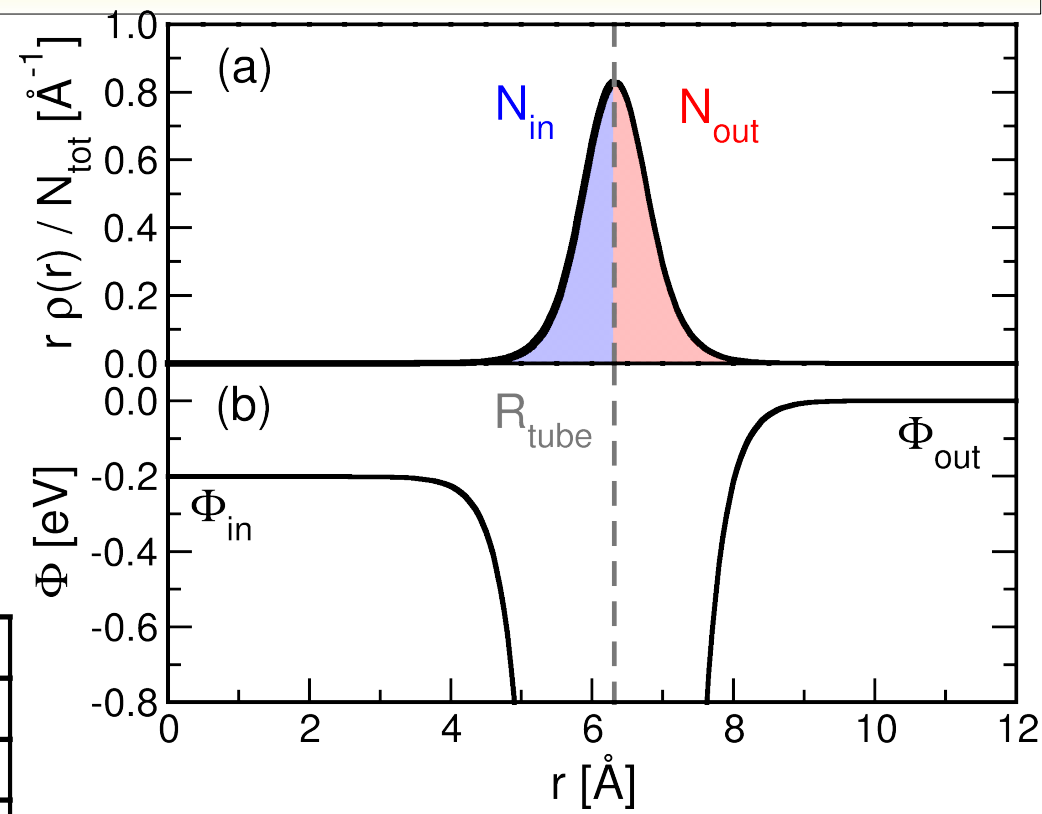 (a)
N_in
N_out
r ρ(r) / N_tot [Å^-1]
1.0
0.8
0.6
0.4
0.2
0.0
(b)
R_tube
Φ_in
Φ_out
Φ [eV]
0.0
-0.2
-0.4
-0.6
-0.8
0 2 4 6 8 10 12
r [Å]